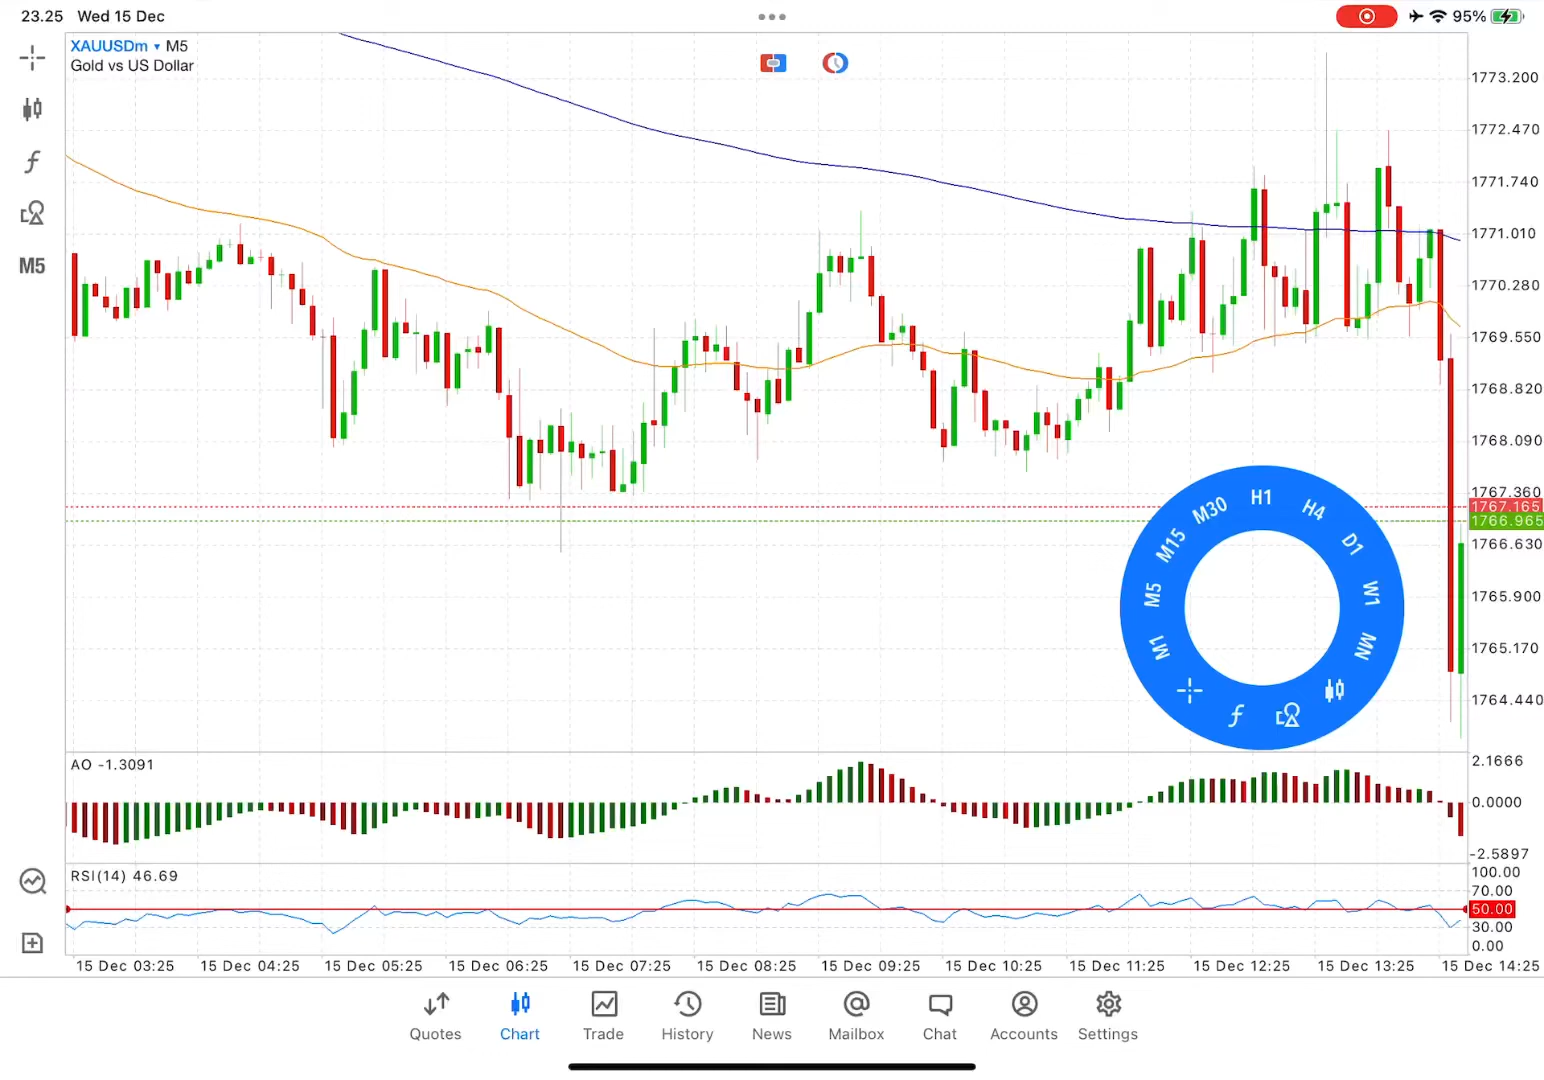 23.25 Wed 15 Dec
95%
XAUUSDm ▾ M5
Gold vs US Dollar
M5
1773.200
1772.470
1771.740
1771.010
1770.280
1769.550
1768.820
1768.090
1767.360
1767.165
1766.965
1766.630
1765.900
1765.170
1764.440
M1
M5
M15
M30
H1
H4
D1
W1
MN
AO -1.3091
2.1666
0.0000
-2.5897
RSI(14) 46.69
100.00
70.00
50.00
30.00
0.00
15 Dec 03:25 15 Dec 04:25 15 Dec 05:25 15 Dec 06:25 15 Dec 07:25 15 Dec 08:25 15 Dec 09:25 15 Dec 10:25 15 Dec 11:25 15 Dec 12:25 15 Dec 13:25 15 Dec 14:25
Quotes Chart Trade History News Mailbox Chat Accounts Settings